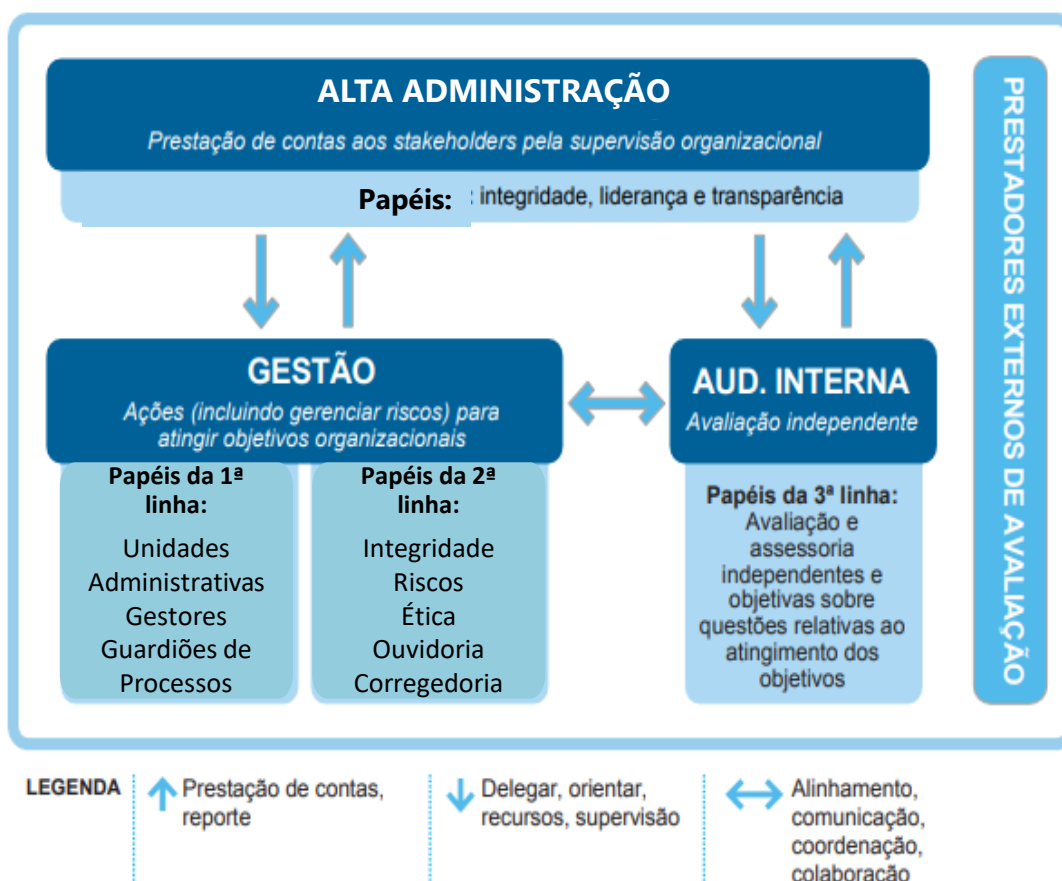 ALTA ADMINISTRAÇÃO
Prestação de contas aos stakeholders pela supervisão organizacional
Papéis: : integridade, liderança e transparência
GESTÃO
Ações (incluindo gerenciar riscos) para
atingir objetivos organizacionais
Papéis da 1ª
linha:
Unidades
Administrativas
Gestores
Guardiões de
Processos
Papéis da 2ª
linha:
Integridade
Riscos
Ética
Ouvidoria
Corregedoria
AUD. INTERNA
Avaliação independente
Papéis da 3ª linha:
Avaliação e
assessoria
independentes e
objetivas sobre
questões relativas ao
atingimento dos
objetivos
PRESTADORES EXTERNOS DE AVALIAÇÃO
LEGENDA
Prestação de contas,
reporte
Delegar, orientar,
recursos, supervisão
Alinhamento,
comunicação,
coordenação,
colaboração